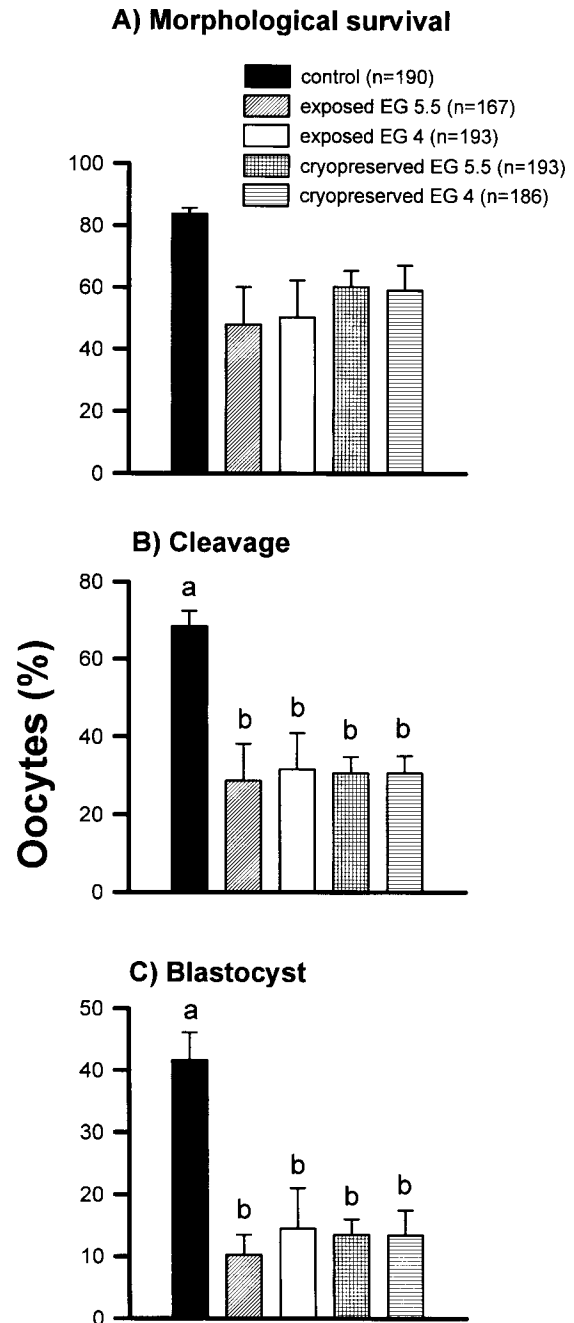 A) Morphological survival
control (n=190)
exposed EG 5.5 (n=167)
exposed EG 4 (n=193)
cryopreserved EG 5.5 (n=193)
cryopreserved EG 4 (n=186)
100
80
60
40
20
0
B) Cleavage
80
60
40
20
0
a
b
b
b
b
Oocytes (%)
C) Blastocyst
50
40
30
20
10
0
a
b
b
b
b